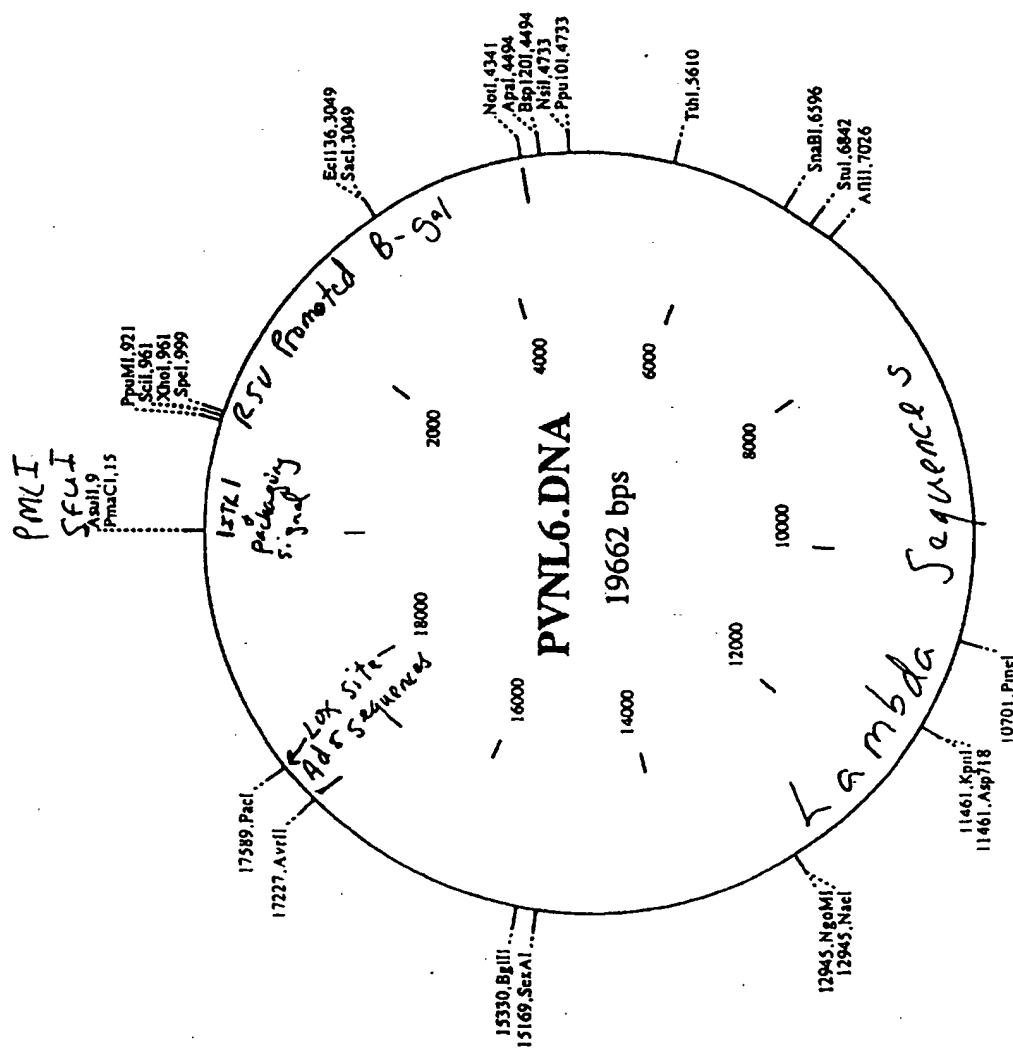 PMLI
SfuI
AsuII,9
PmaCI,15
PpuMI,921
SciI,961
XhoI,961
SpeI,999
Ecl136,3049
SacI,3049
NotI,4341
ApaI,4494
Bsp120I,4494
NsiI,4733
Ppu10I,4733
TthI,5610
SnaBI,6596
StuI,6842
AflII,7026
10701,PmeI
11461,KpnI
11461,Asp718
12945,NgoMI
12945,NaeI
15169,SexAI
15330,BglII
17227,AvrII
17589,PacI
1ITR1
&
packaging
signal
RSV Promoted B-gal
Lambda Sequences
LOX Site
Ad5 Sequences
2000
4000
6000
8000
10000
12000
14000
16000
18000
PVNL6.DNA
19662 bps